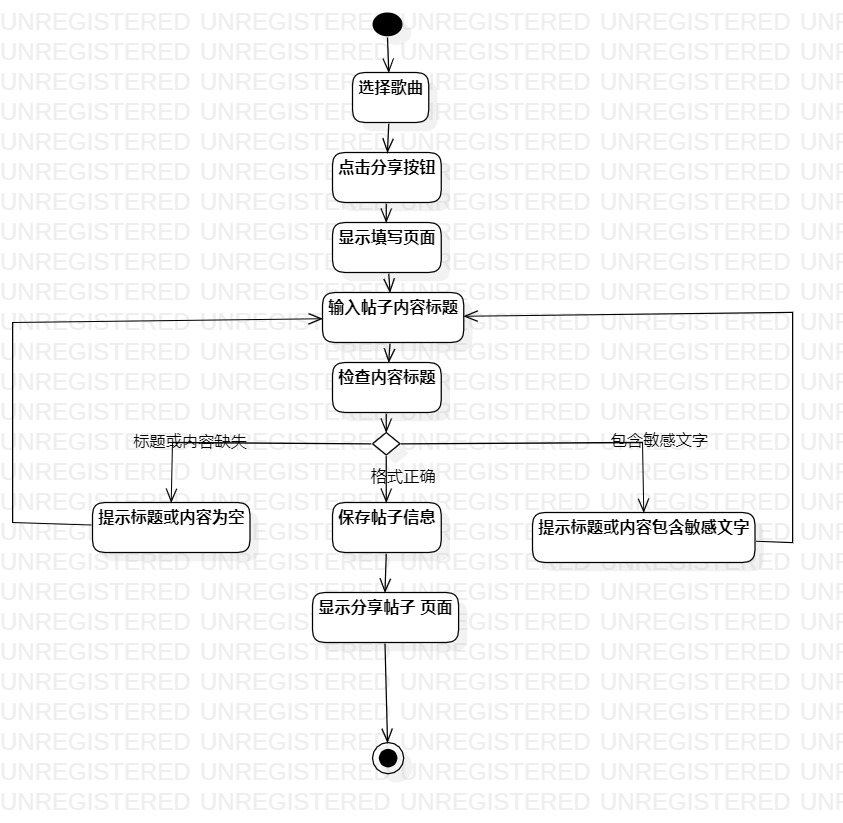 选择歌曲
点击分享按钮
显示填写页面
输入帖子内容标题
检查内容标题
标题或内容缺失
包含敏感文字
格式正确
提示标题或内容为空
保存帖子信息
提示标题或内容包含敏感文字
显示分享帖子 页面
UNREGISTERED